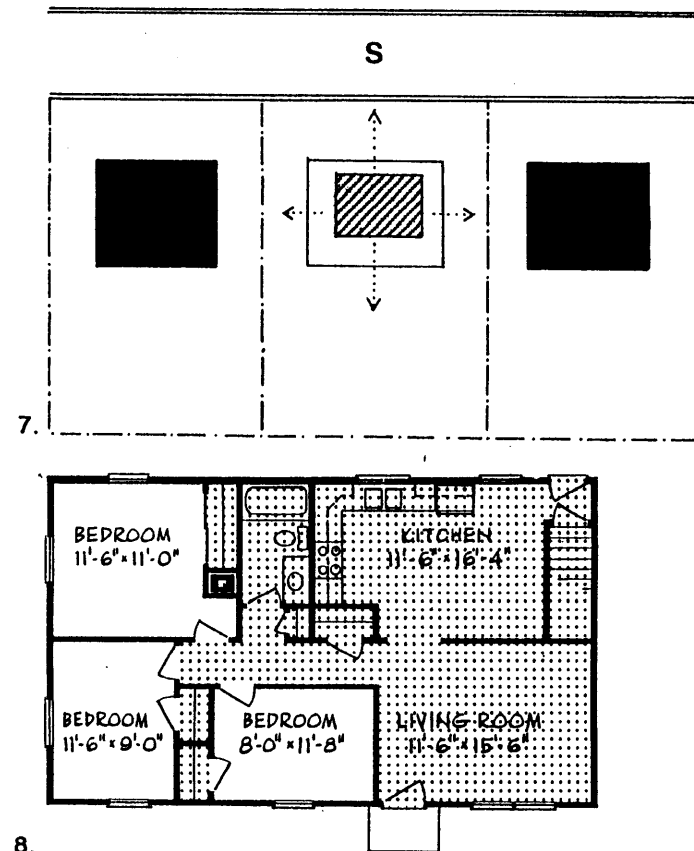 S
7.
BEDROOM
11'-6" x 11'-0"
KITCHEN
11'-6" x 16'-4"
BEDROOM
11'-6" x 9'-0"
BEDROOM
8'-0" x 11'-8"
LIVING ROOM
11'-6" x 15'-6"
8.